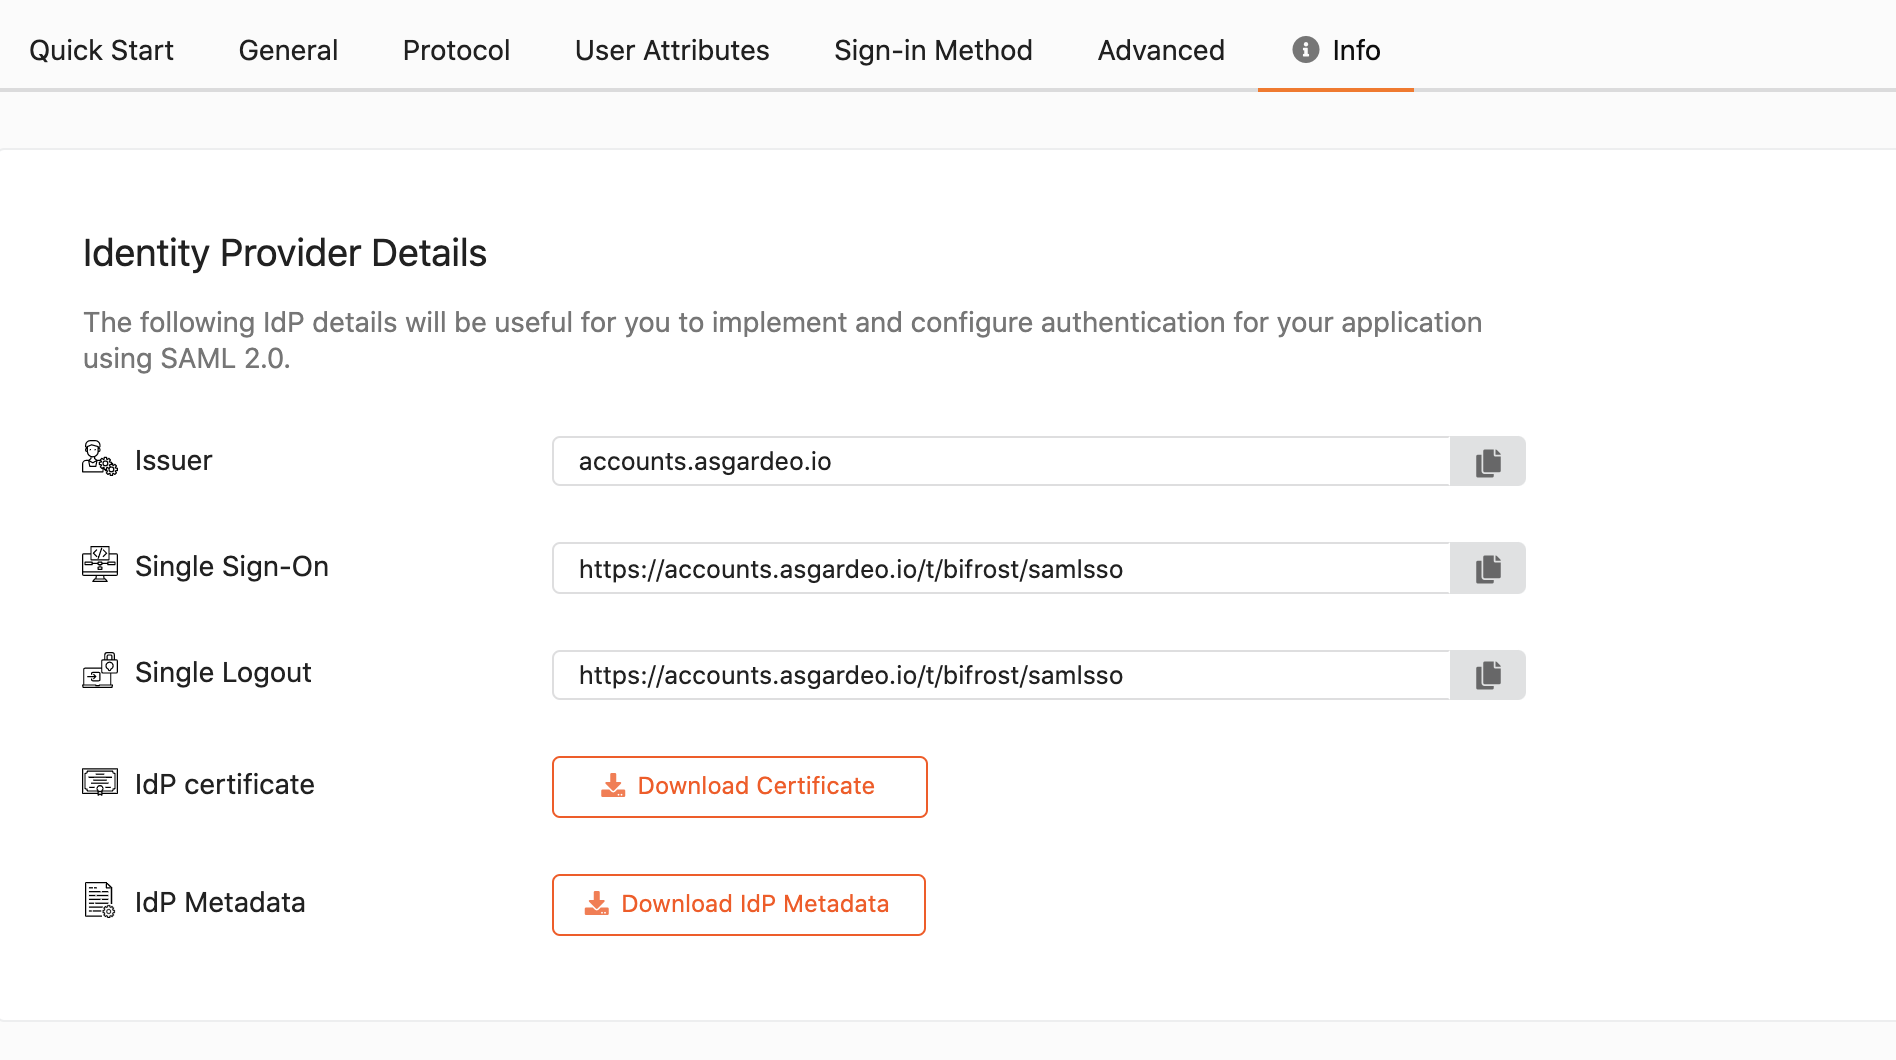 Quick Start General Protocol User Attributes Sign-in Method Advanced Info
Identity Provider Details
The following IdP details will be useful for you to implement and configure authentication for your application
using SAML 2.0.
Issuer accounts.asgardeo.io
Single Sign-On https://accounts.asgardeo.io/t/bifrost/samlsso
Single Logout https://accounts.asgardeo.io/t/bifrost/samlsso
IdP certificate Download Certificate
IdP Metadata Download IdP Metadata